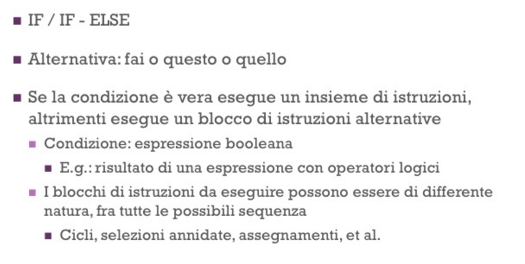 IF / IF - ELSE
Alternativa: fai o questo o quello
Se la condizione è vera esegue un insieme di istruzioni,
altrimenti esegue un blocco di istruzioni alternative
Condizione: espressione booleana
E.g.: risultato di una espressione con operatori logici
I blocchi di istruzioni da eseguire possono essere di differente
natura, fra tutte le possibili sequenza
Cicli, selezioni annidate, assegnamenti, et al.